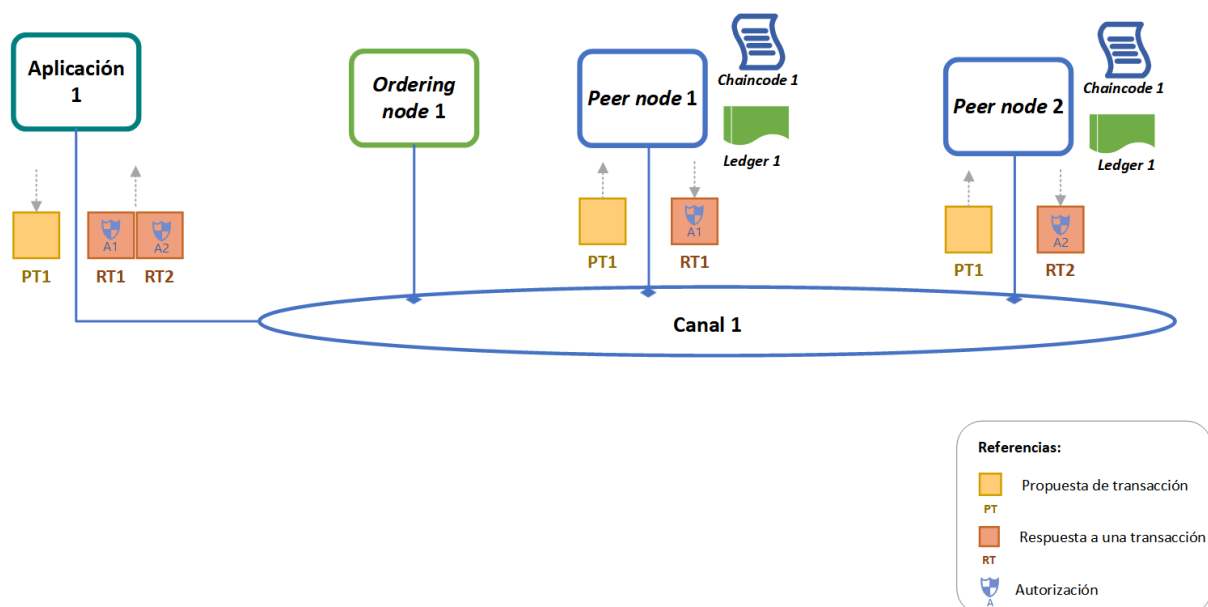 Aplicación
1
Ordering
node 1
Peer node 1
Chaincode 1
Ledger 1
Peer node 2
Chaincode 1
Ledger 1
PT1
A1
A2
RT1
RT2
PT1
A1
RT1
PT1
A2
RT2
Canal 1
Referencias:
Propuesta de transacción
PT
Respuesta a una transacción
RT
Autorización
A